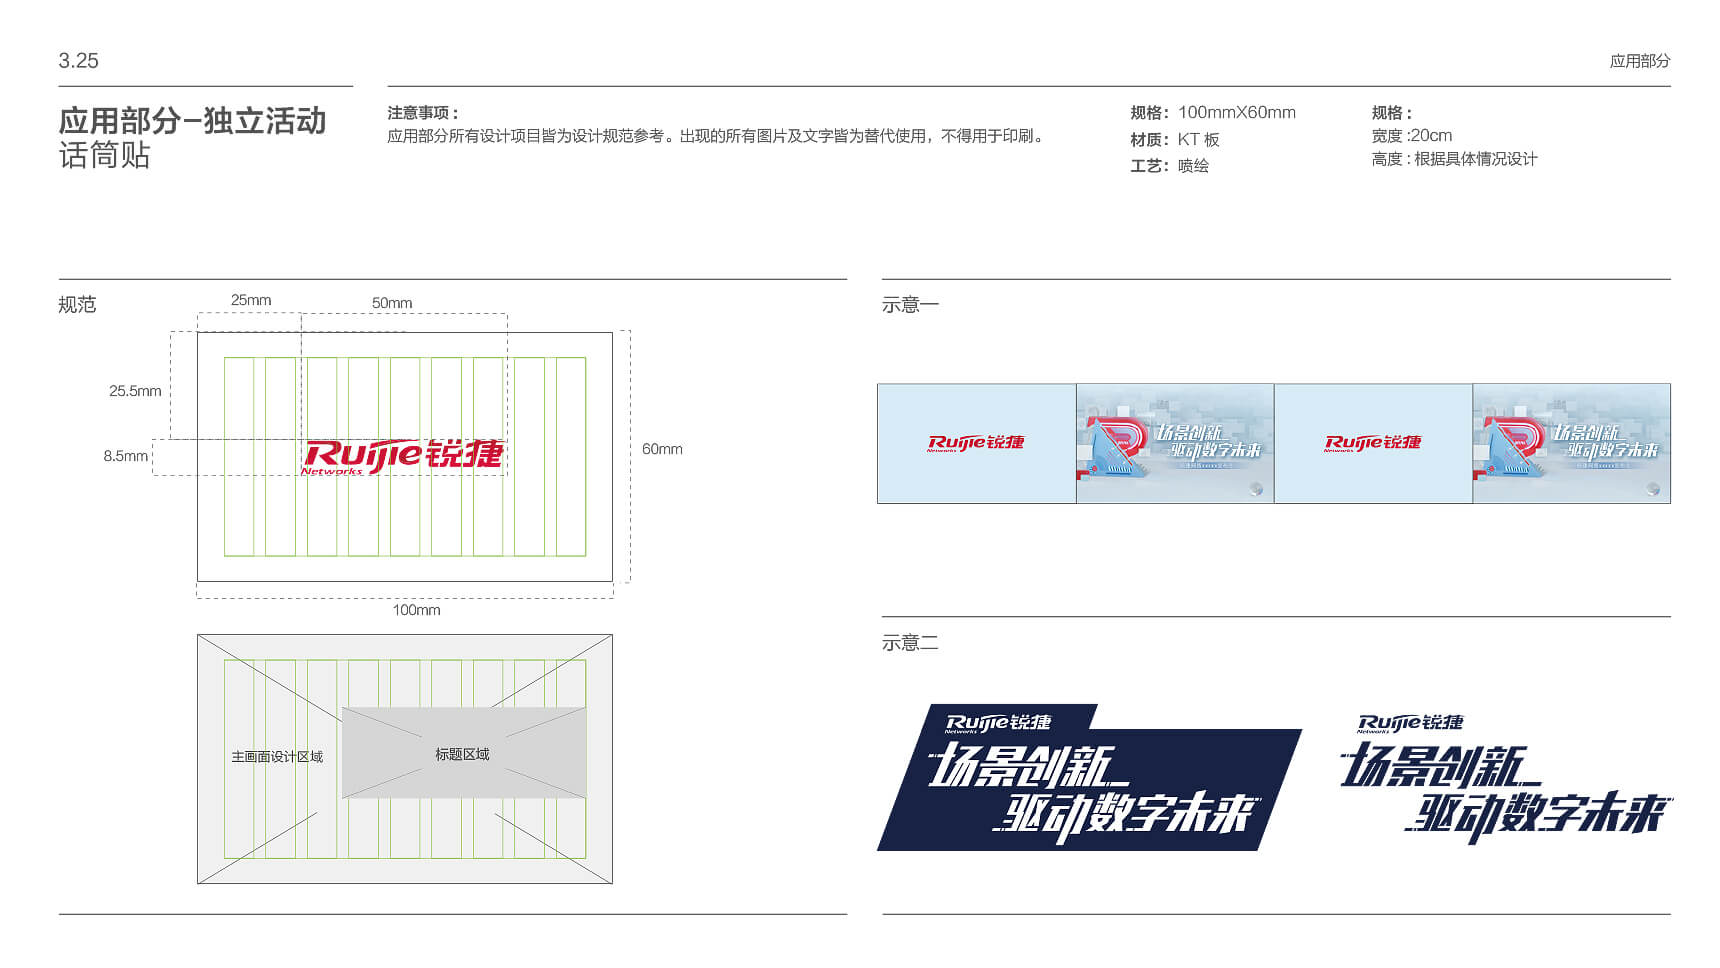 3.25
应用部分
应用部分–独立活动
话筒贴
注意事项：
应用部分所有设计项目皆为设计规范参考。出现的所有图片及文字皆为替代使用，不得用于印刷。
规格：100mmX60mm
材质：KT 板
工艺：喷绘
规格：
宽度 :20cm
高度：根据具体情况设计
规范
25mm
50mm
25.5mm
8.5mm
60mm
100mm
Ruijie锐捷
Networks
主画面设计区域
标题区域
示意一
Ruijie锐捷
Networks
场景创新
驱动数字未来
Ruijie锐捷
Networks
场景创新
驱动数字未来
示意二
Ruijie锐捷
Networks
场景创新
驱动数字未来
Ruijie锐捷
Networks
场景创新
驱动数字未来